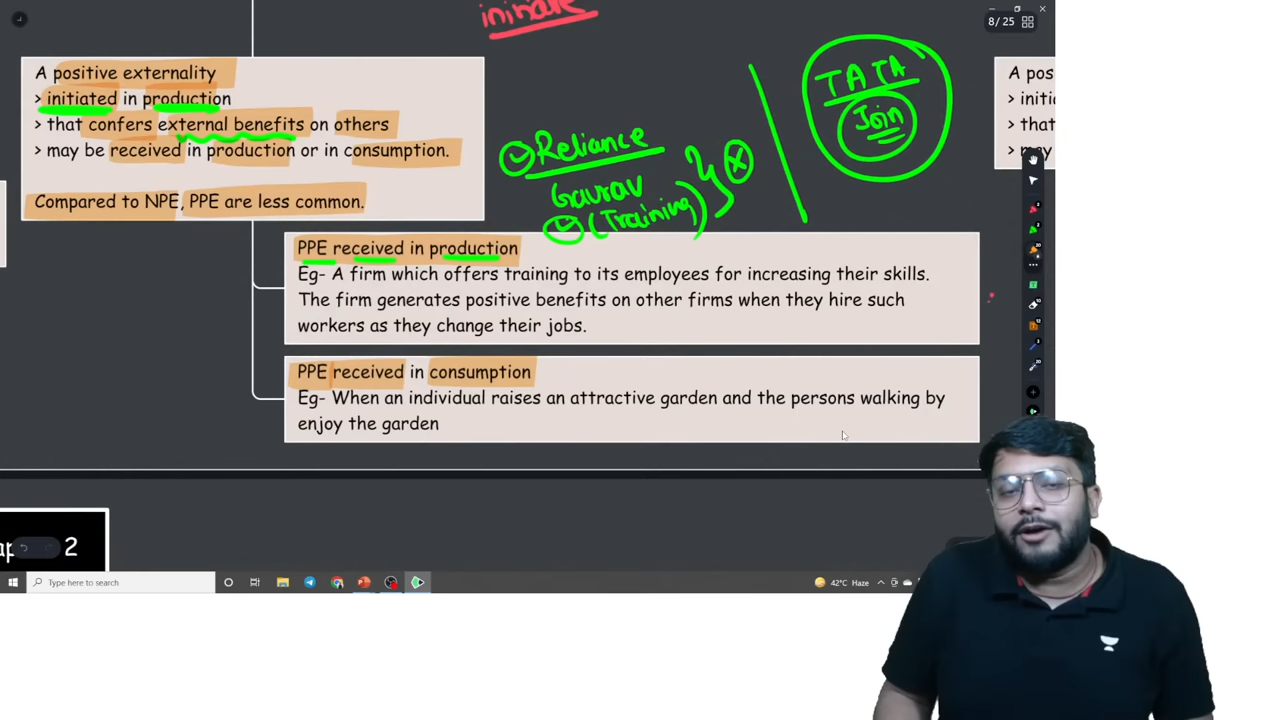 initiate
8/25
A positive externality
> initiated in production
> that confers external benefits on others
> may be received in production or in consumption.
Compared to NPE, PPE are less common.
Reliance
Gaurav
(Training)
TATA
Join
A pos
> initia
> that
> may
PPE received in production
Eg- A firm which offers training to its employees for increasing their skills.
The firm generates positive benefits on other firms when they hire such
workers as they change their jobs.
PPE received in consumption
Eg- When an individual raises an attractive garden and the persons walking by
enjoy the garden
2
Type here to search
42°C Haze